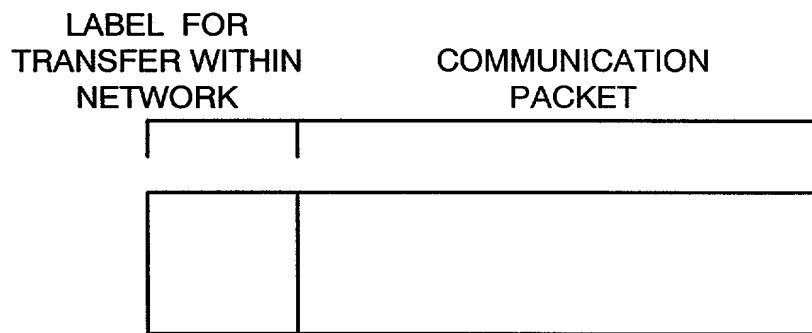 LABEL FOR
TRANSFER WITHIN
NETWORK
COMMUNICATION
PACKET